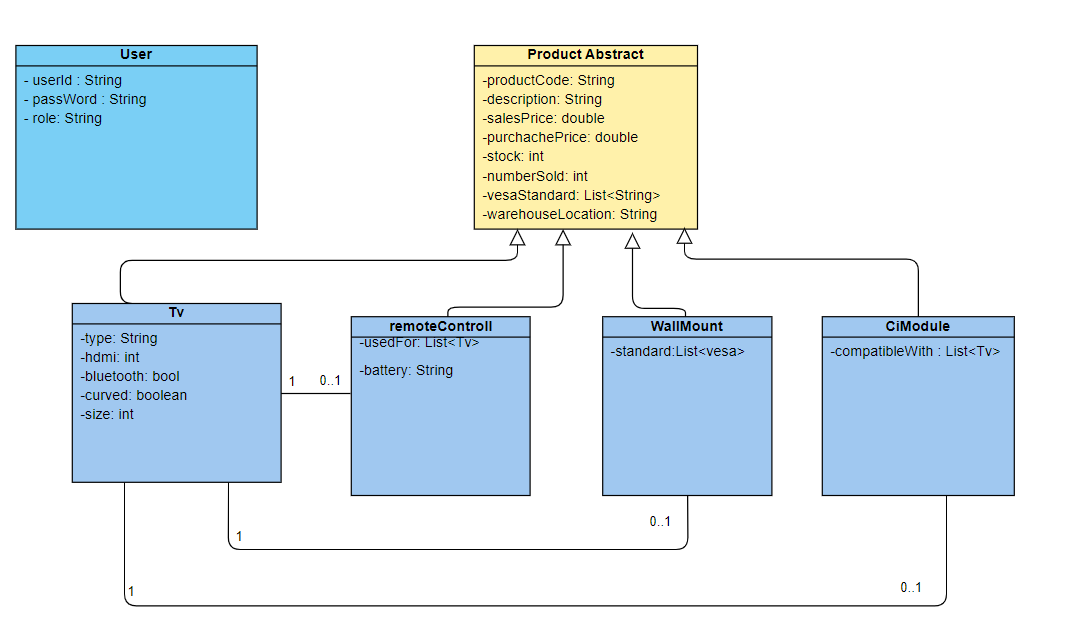 User
- userId : String
- passWord : String
- role: String
Product Abstract
-productCode: String
-description: String
-salesPrice: double
-purchachePrice: double
-stock: int
-numberSold: int
-vesaStandard: List<String>
-warehouseLocation: String
Tv
-type: String
-hdmi: int
-bluetooth: bool
-curved: boolean
-size: int
1
0..1
remoteControll
-usedFor: List<Tv>
-battery: String
WallMount
-standard:List<vesa>
CiModule
-compatibleWith : List<Tv>
1
0..1
1
0..1